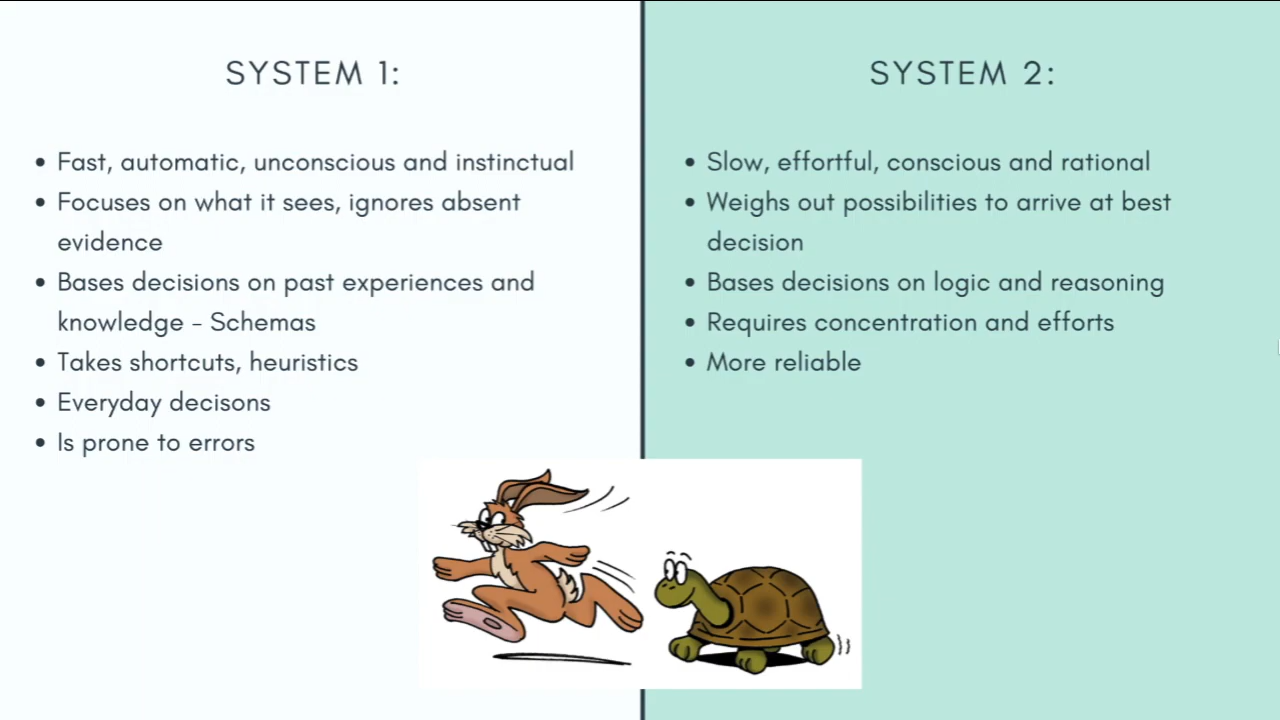 SYSTEM 1:
• Fast, automatic, unconscious and instinctual
• Focuses on what it sees, ignores absent
evidence
• Bases decisions on past experiences and
knowledge - Schemas
• Takes shortcuts, heuristics
• Everyday decisons
• Is prone to errors
SYSTEM 2:
• Slow, effortful, conscious and rational
• Weighs out possibilities to arrive at best
decision
• Bases decisions on logic and reasoning
• Requires concentration and efforts
• More reliable